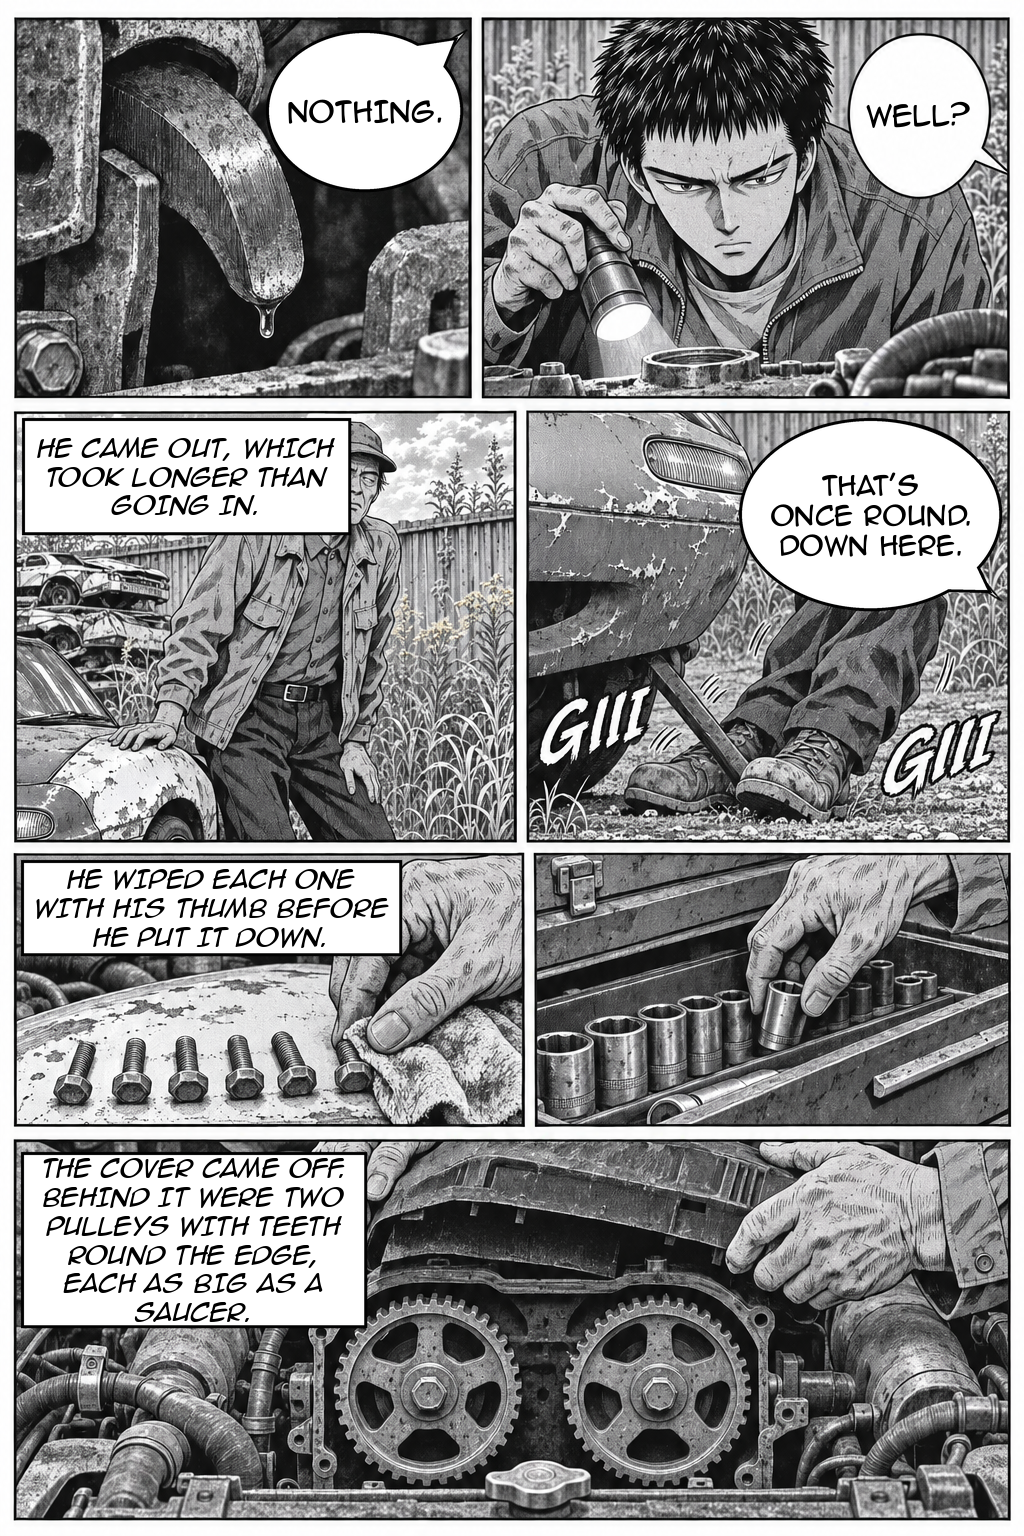 NOTHING.
WELL?
HE CAME OUT, WHICH
TOOK LONGER THAN
GOING IN.
THAT'S
ONCE ROUND.
DOWN HERE.
GIII
GIII
HE WIPED EACH ONE
WITH HIS THUMB BEFORE
HE PUT IT DOWN.
THE COVER CAME OFF.
BEHIND IT WERE TWO
PULLEYS WITH TEETH
ROUND THE EDGE,
EACH AS BIG AS A
SAUCER.